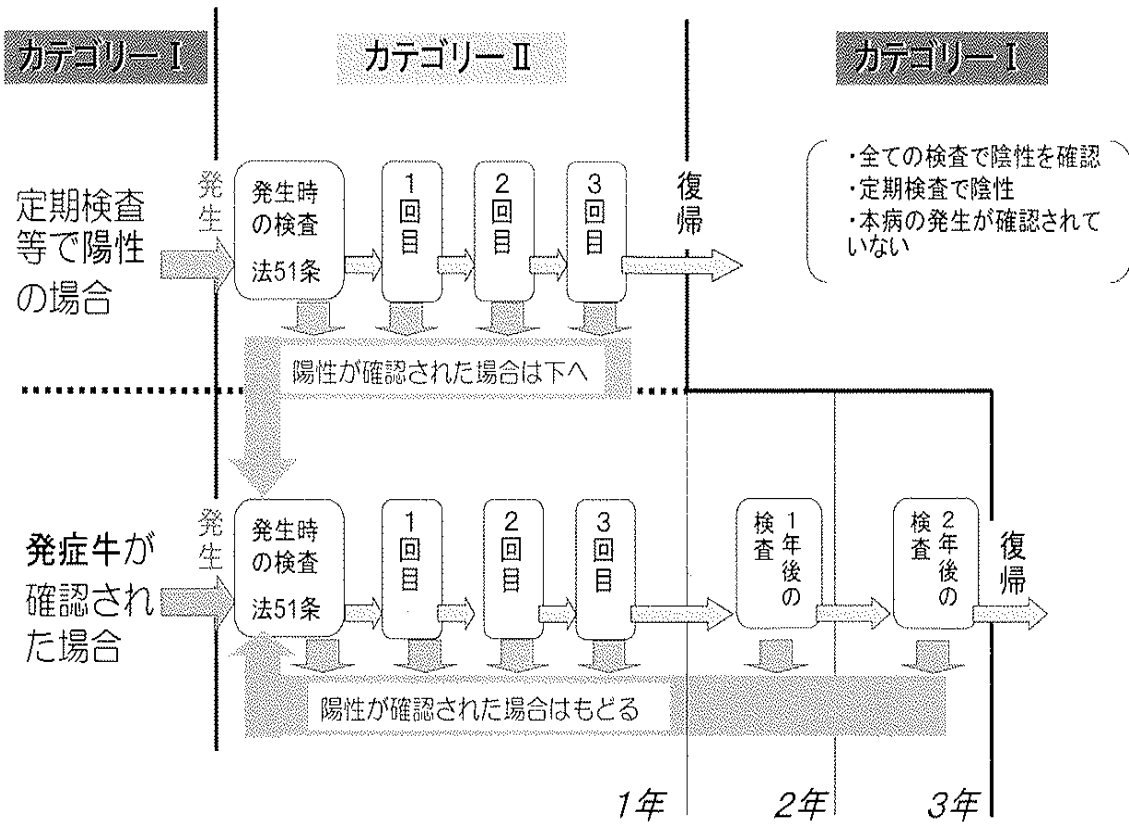 カテゴリーⅠ
カテゴリーⅡ
カテゴリーⅠ
定期検査
等で陽性
の場合
発生
発生時
の検査
法51条
1回目
2回目
3回目
復帰
・全ての検査で陰性を確認
・定期検査で陰性
・本病の発生が確認されて
いない
陽性が確認された場合は下へ
発症牛が
確認され
た場合
発生
発生時
の検査
法51条
1回目
2回目
3回目
1年後の
検査
2年後の
検査
復帰
陽性が確認された場合はもどる
1年
2年
3年